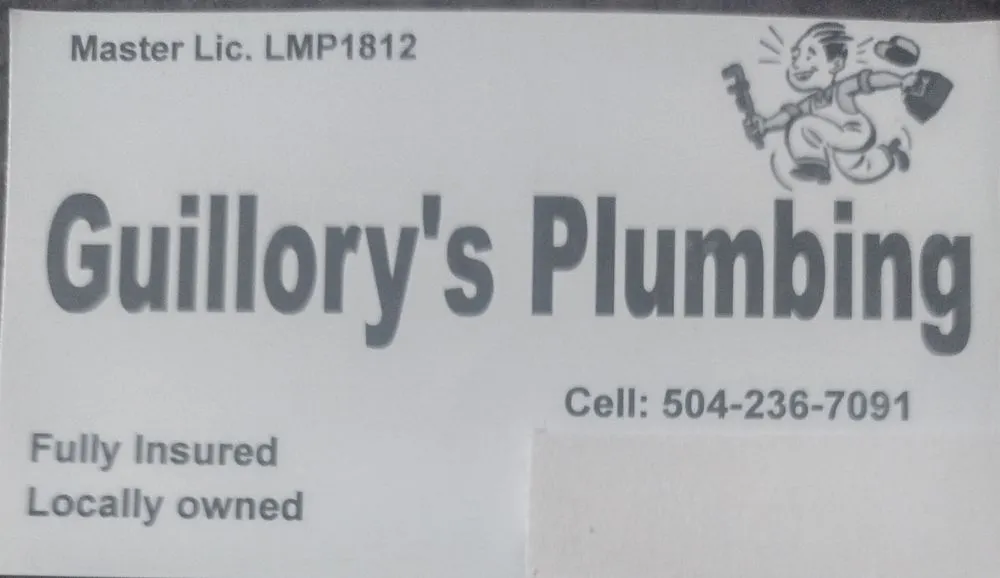 Master Lic. LMP1812
Guillory's Plumbing
Cell: 504-236-7091
Fully Insured
Locally owned